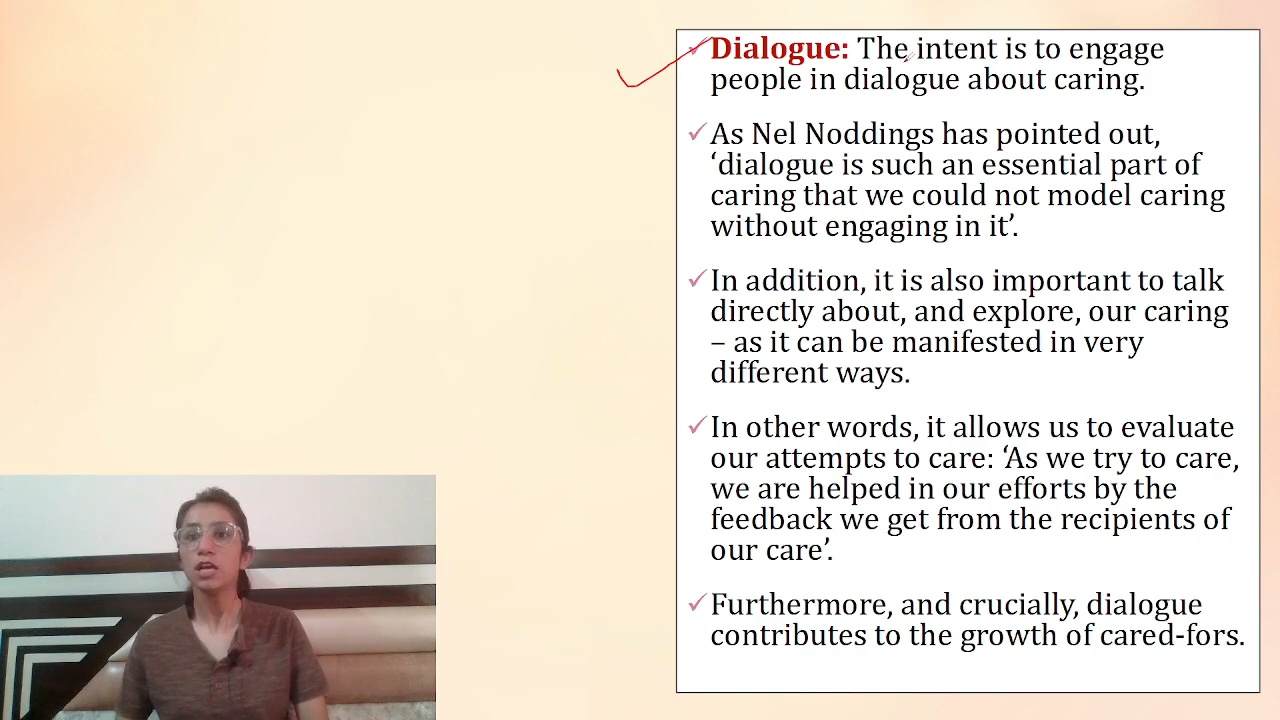 Dialogue: The intent is to engage
people in dialogue about caring.
As Nel Noddings has pointed out,
‘dialogue is such an essential part of
caring that we could not model caring
without engaging in it’.
In addition, it is also important to talk
directly about, and explore, our caring
– as it can be manifested in very
different ways.
In other words, it allows us to evaluate
our attempts to care: ‘As we try to care,
we are helped in our efforts by the
feedback we get from the recipients of
our care’.
Furthermore, and crucially, dialogue
contributes to the growth of cared-fors.